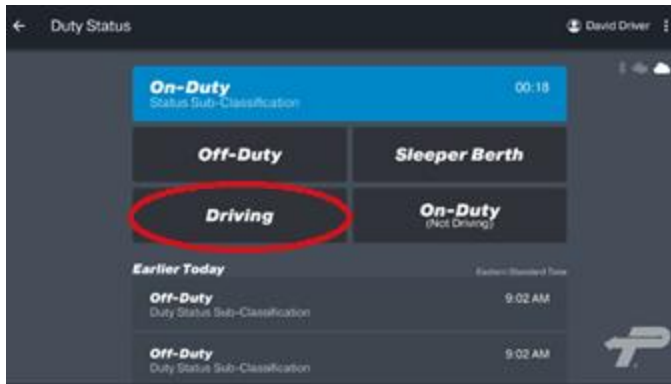 Duty Status
David Driver
On-Duty
00:18
Status Sub-Classification
Off-Duty
Sleeper Berth
Driving
On-Duty
(Not Driving)
Earlier Today
Eastern Standard Time
Off-Duty
9:02 AM
Duty Status Sub-Classification
Off-Duty
9:02 AM
Duty Status Sub-Classification